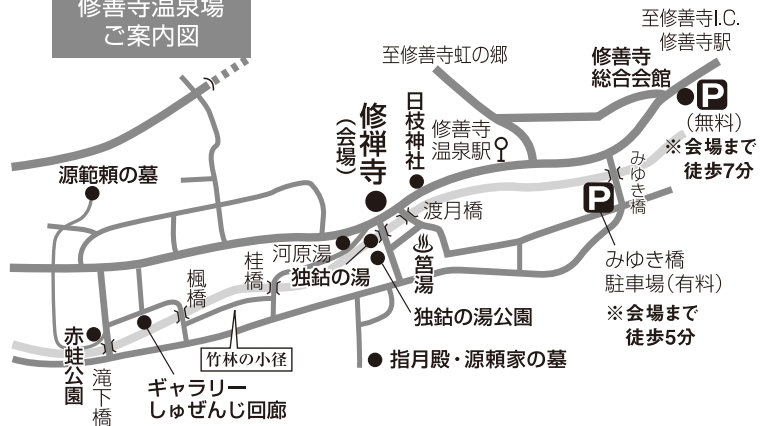 修善寺温泉場
ご案内図
至修善寺I.C.
修善寺駅
至修善寺虹の郷
修善寺
総合会館
P
(無料)
※会場まで
徒歩7分
日枝神社
修善寺
温泉駅
修禅寺
(会場)
源範頼の墓
みゆき橋
P
渡月橋
河原湯
独鈷の湯
筥湯
桂橋
楓橋
みゆき橋
駐車場(有料)
※会場まで
徒歩5分
独鈷の湯公園
赤蛙公園
滝下橋
竹林の小径
指月殿・源頼家の墓
ギャラリー
しゅぜんじ回廊